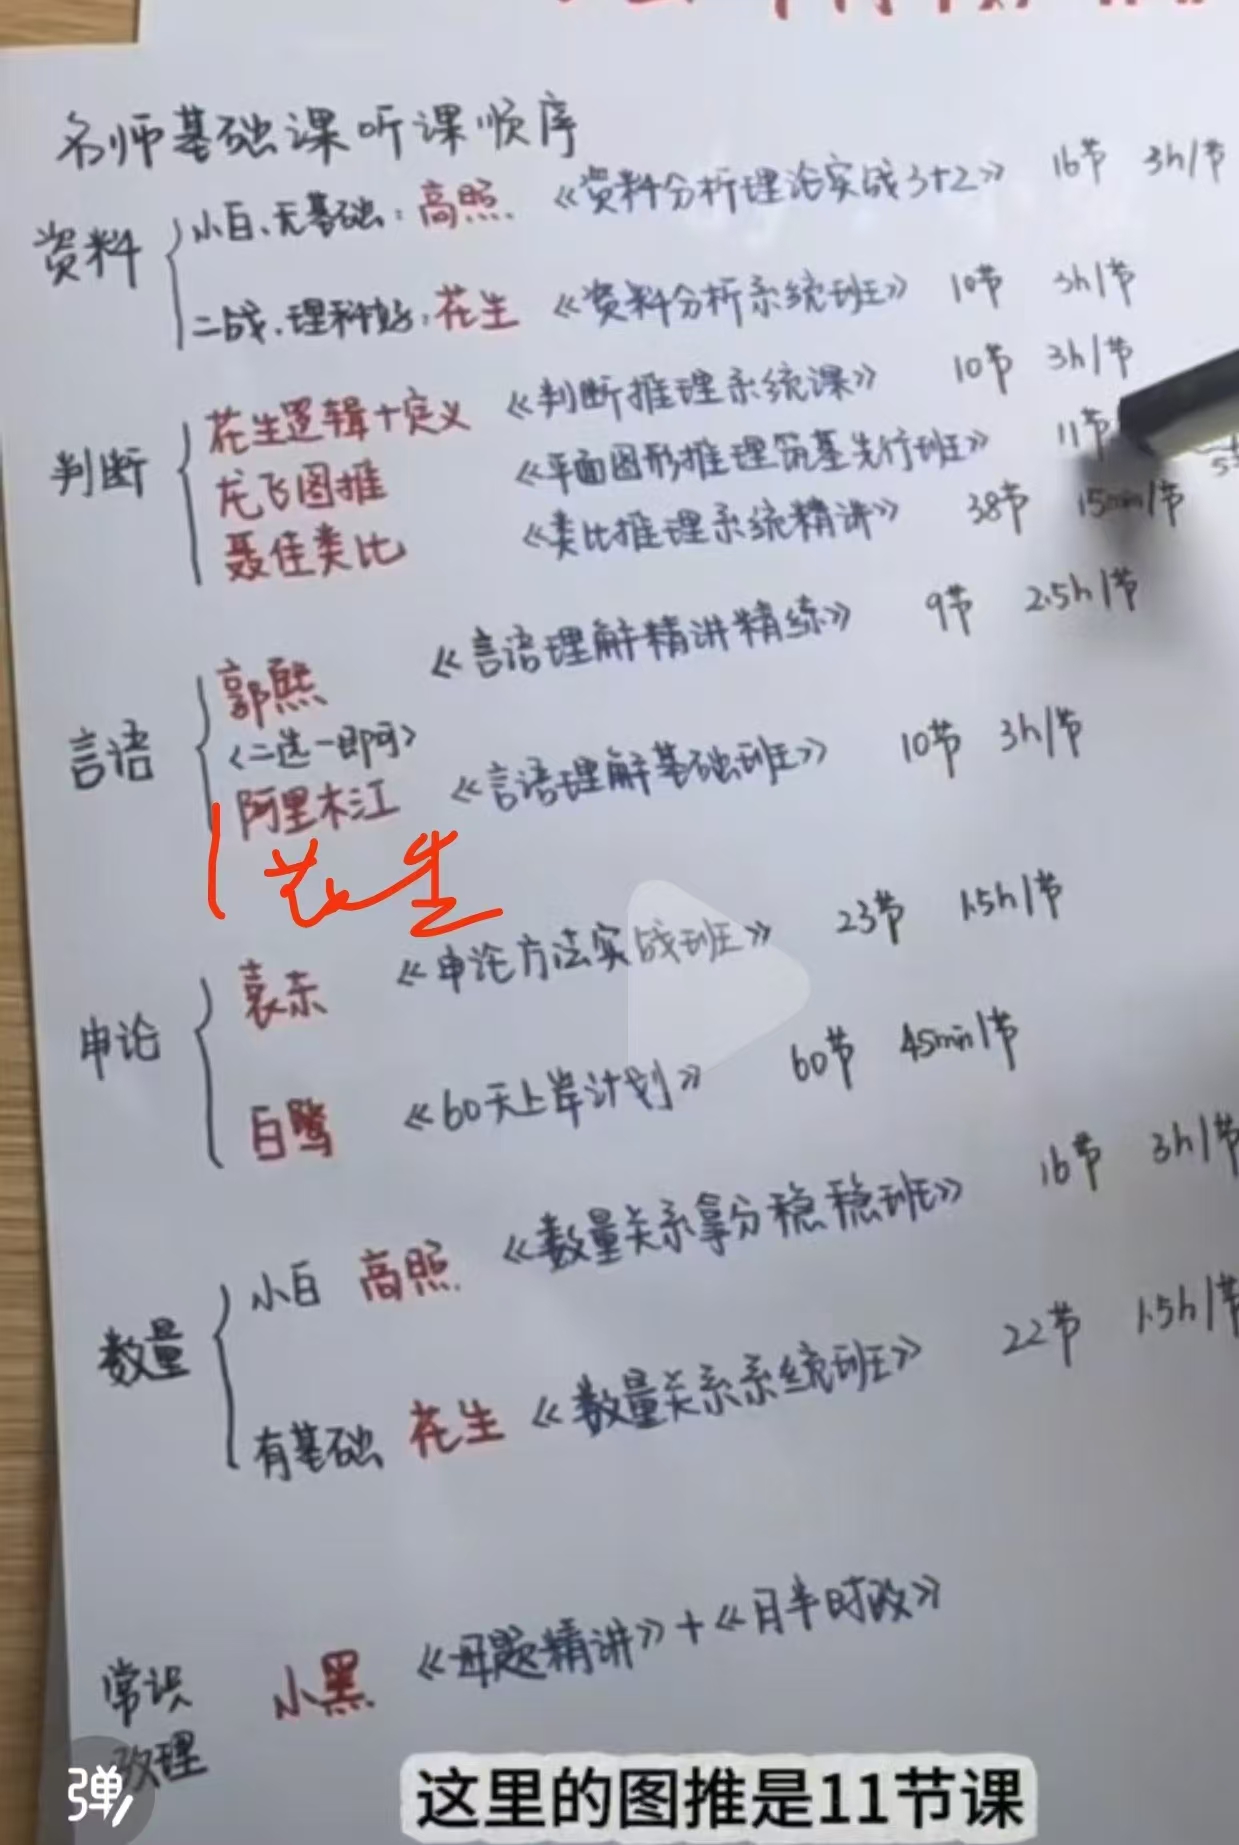 名师基础课听课顺序
资料
小白、无基础：高照 《资料分析理论实战3+2》 16节 3h/节
二战、理科好：花生 《资料分析系统班》 10节 3h/节
判断
花生逻辑+定义 《判断推理系统课》 10节 3h/节
龙飞图推 《平面图形推理筑基先行班》 11节
聂佳类比 《类比推理系统精讲》 38节 15min/节
言语
郭熙 《言语理解精讲精练》 9节 2.5h/节
<二选一即可>
阿里木江 《言语理解基础班》 10节 3h/节
花生
申论
袁东 《申论方法实战班》 23节 1.5h/节
白鹭 《60天上岸计划》 60节 45min/节
数量
小白 高照 《数量关系拿分稳稳班》 16节 3h/节
有基础 花生 《数量关系系统班》 22节 1.5h/节
常识
政理
小黑 《母题精讲》+《月半时政》
弹
这里的图推是11节课